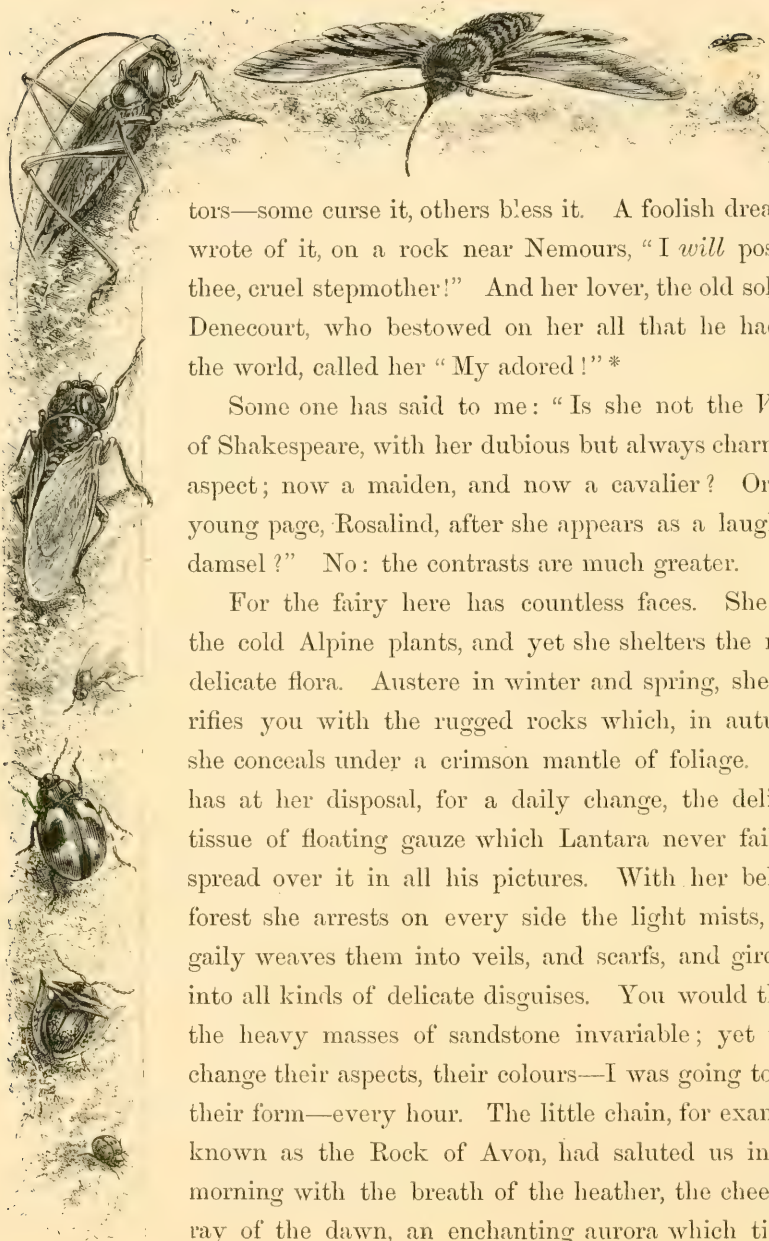 tors—some curse it, others bless it. A foolish drea
wrote of it, on a rock near Nemours, “I will pos
thee, cruel stepmother!” And her lover, the old sol
Denecourt, who bestowed on her all that he had
the world, called her “My adored!”*
Some one has said to me: “Is she not the V
of Shakespeare, with her dubious but always charm
aspect; now a maiden, and now a cavalier? Or
young page, Rosalind, after she appears as a laugh
damsel?” No: the contrasts are much greater.
For the fairy here has countless faces. She
the cold Alpine plants, and yet she shelters the
delicate flora. Austere in winter and spring, she
rifies you with the rugged rocks which, in autu
she conceals under a crimson mantle of foliage.
has at her disposal, for a daily change, the deli
tissue of floating gauze which Lantara never fai
spread over it in all his pictures. With her be
forest she arrests on every side the light mists,
gaily weaves them into veils, and scarfs, and gird
into all kinds of delicate disguises. You would t
the heavy masses of sandstone invariable; yet
change their aspects, their colours—I was going to
their form—every hour. The little chain, for exam
known as the Rock of Avon, had saluted us in
morning with the breath of the heather, the chee
ray of the dawn, an enchanting aurora which ti